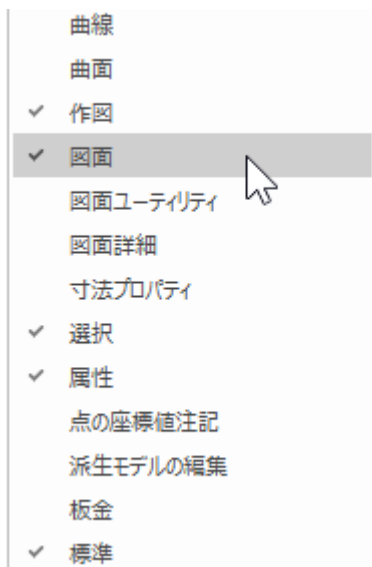 曲線
曲面
作図
図面
図面ユーティリティ
図面詳細
寸法プロパティ
選択
属性
点の座標値注記
派生モデルの編集
板金
標準